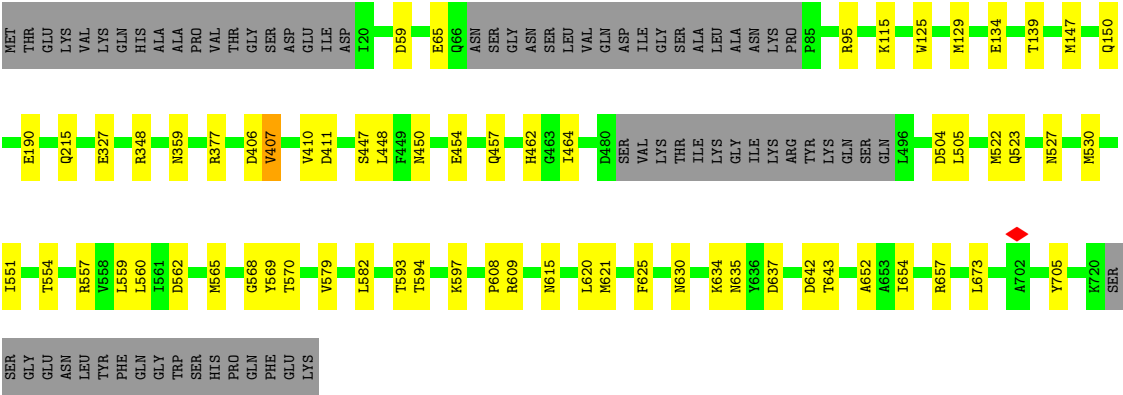 MET THR GLU LYS VAL LYS GLN HIS ALA ALA PRO VAL THR GLY SER ASP GLU ILE ASP I20 D59 E65 Q66 ASN SER GLY ASN SER LEU VAL GLN ASP ILE GLY SER ALA LEU ALA ASN LYS PRO P85 R95 K115 W125 M129 E134 T139 M147 Q150
E190 Q215 E327 R348 N359 R377 D406 V407 V410 D411 S447 L448 F449 N450 E454 Q457 H462 G463 I464 D480 SER VAL LYS THR ILE LYS GLY ILE LYS ARG TYR LYS GLN SER GLN L496 D504 L505 M522 Q523 N527 M530
I551 T554 R557 V558 L559 L560 I561 D562 M565 G568 Y569 T570 V579 L582 T593 T594 K597 P608 R609 N615 L620 M621 F625 N630 K634 N635 Y636 D637 D642 T643 A652 A653 I654 R657 L673 A702 Y705 K720 SER
SER GLY GLU ASN LEU TYR PHE GLN GLY TRP SER HIS PRO GLN PHE GLU LYS